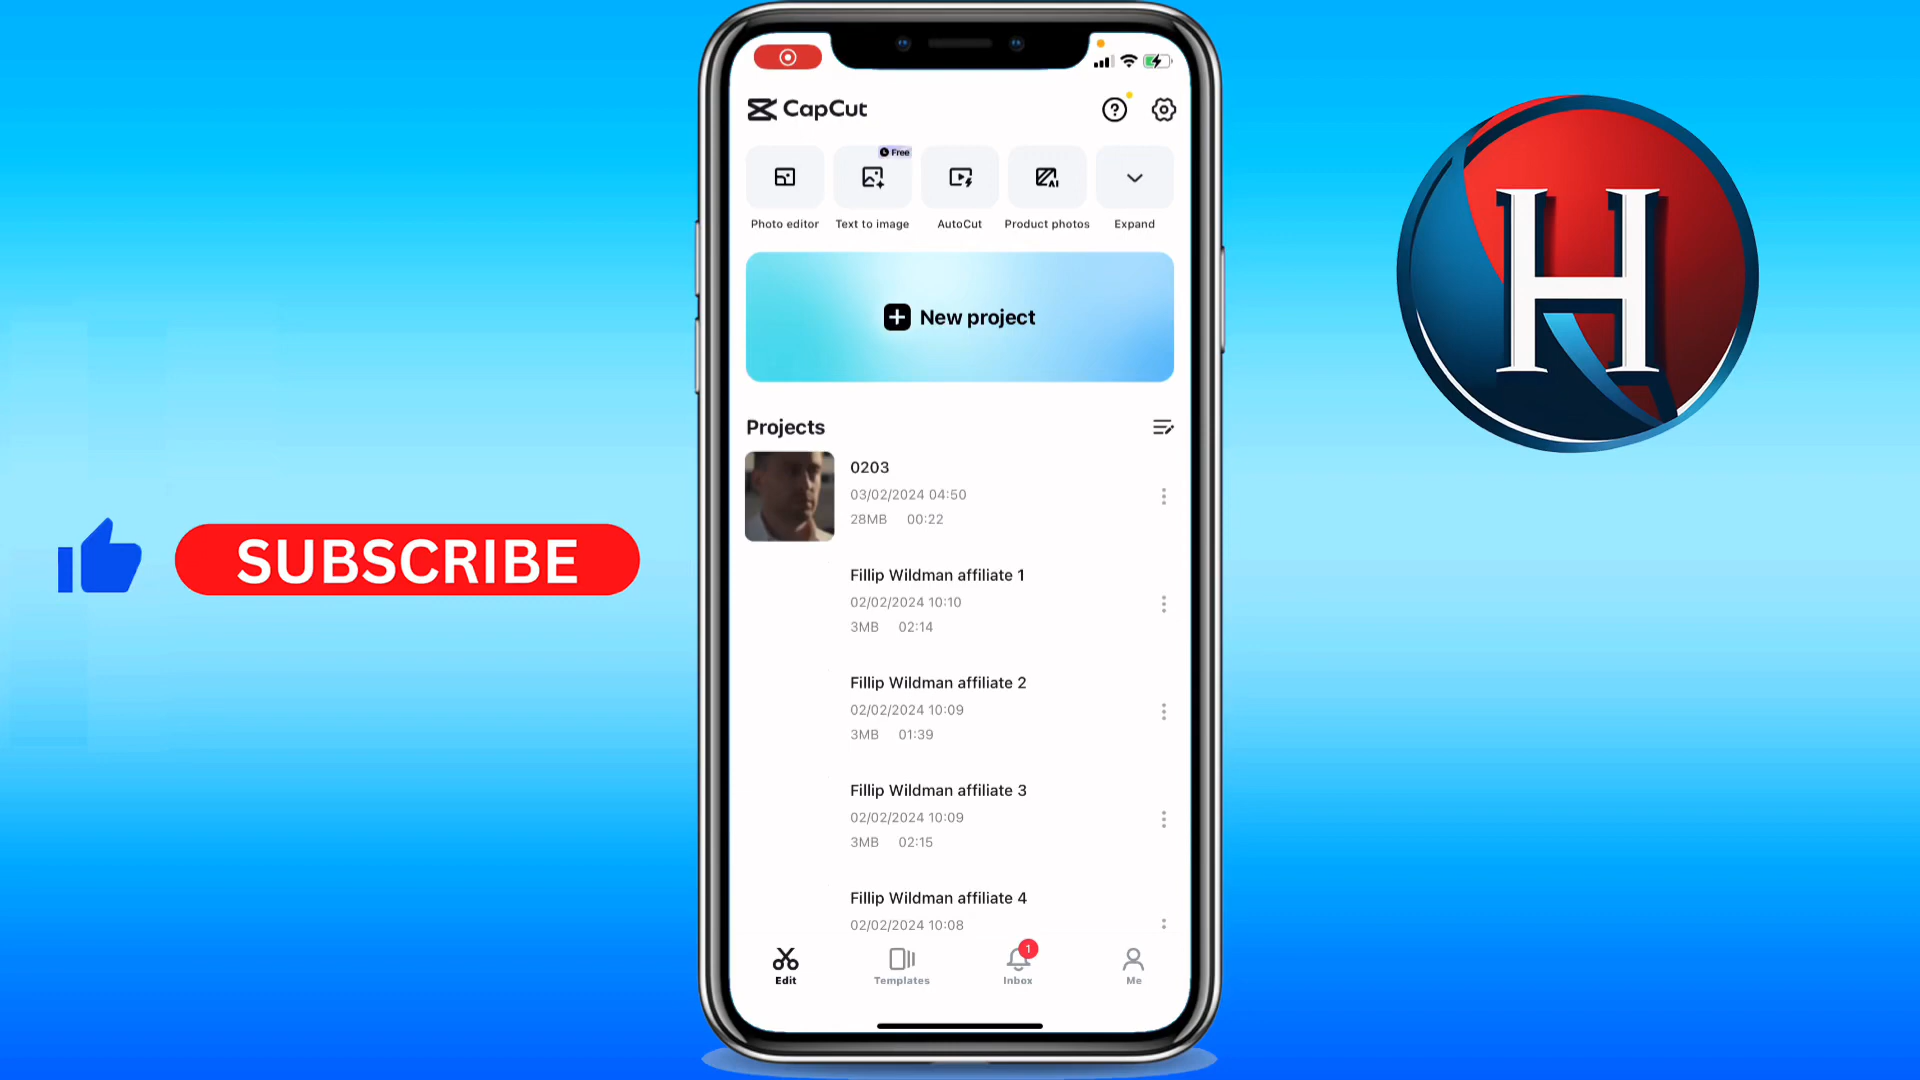 CapCut
Free
Photo editor
Text to image
AutoCut
Product photos
AI
Expand
New project
Projects
0203
03/02/2024 04:50
28MB 00:22
Fillip Wildman affiliate 1
02/02/2024 10:10
3MB 02:14
Fillip Wildman affiliate 2
02/02/2024 10:09
3MB 01:39
Fillip Wildman affiliate 3
02/02/2024 10:09
3MB 02:15
Fillip Wildman affiliate 4
02/02/2024 10:08
1
Edit
Templates
Inbox
Me
SUBSCRIBE
H